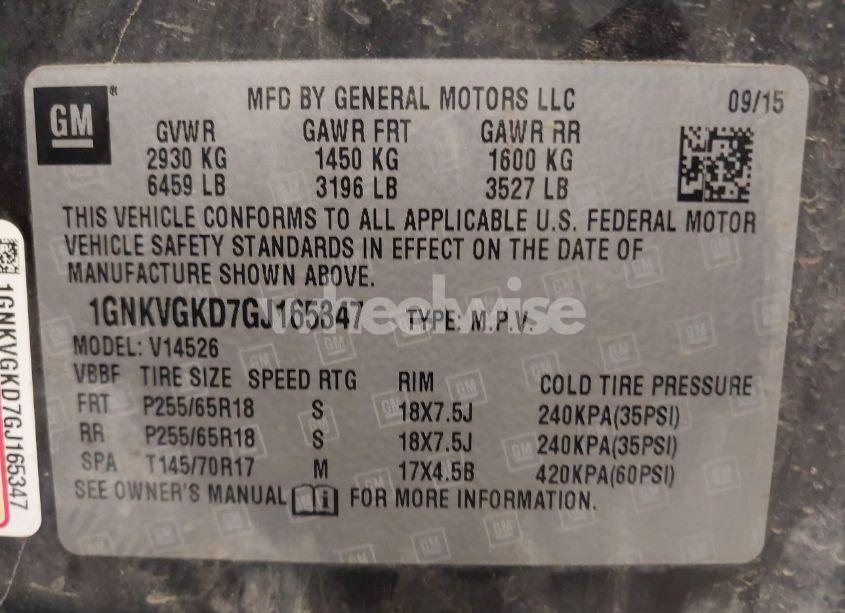 GM®
MFD BY GENERAL MOTORS LLC 09/15
GVWR GAWR FRT GAWR RR
2930 KG 1450 KG 1600 KG
6459 LB 3196 LB 3527 LB
THIS VEHICLE CONFORMS TO ALL APPLICABLE U.S. FEDERAL MOTOR
VEHICLE SAFETY STANDARDS IN EFFECT ON THE DATE OF
MANUFACTURE SHOWN ABOVE.
1GNKVGKD7GJ165347 TYPE: M.P.V.
MODEL: V14526
VBBF TIRE SIZE SPEED RTG RIM COLD TIRE PRESSURE
FRT P255/65R18 S 18X7.5J 240KPA(35PSI)
RR P255/65R18 S 18X7.5J 240KPA(35PSI)
SPA T145/70R17 M 17X4.5B 420KPA(60PSI)
SEE OWNER'S MANUAL FOR MORE INFORMATION.
1GNKVGKD7GJ165347